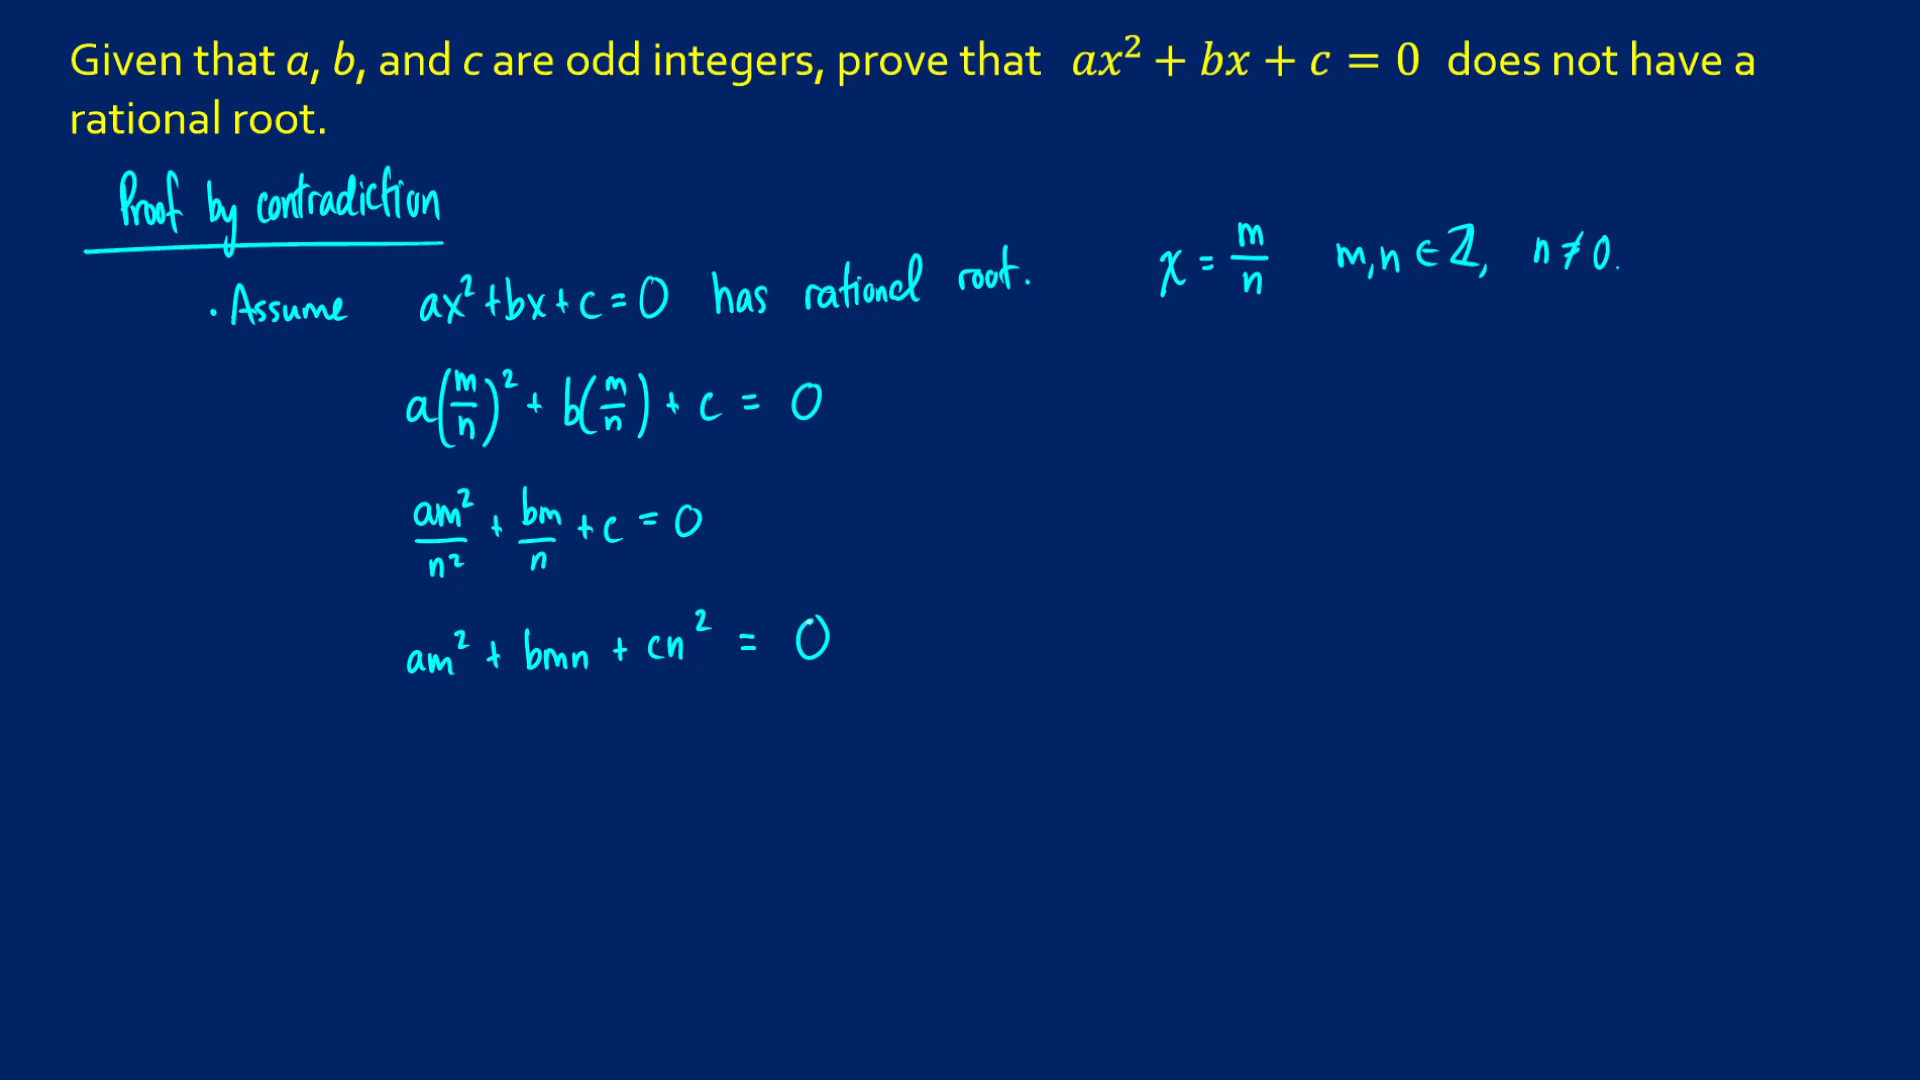 Given that a, b, and c are odd integers, prove that ax² + bx + c = 0 does not have a
rational root.
Proof by contradiction
· Assume ax² + bx + c = 0 has rational root. x = m/n m, n ∈ ℤ, n ≠ 0.
a(m/n)² + b(m/n) + c = 0
am²/n² + bm/n + c = 0
am² + bmn + cn² = 0